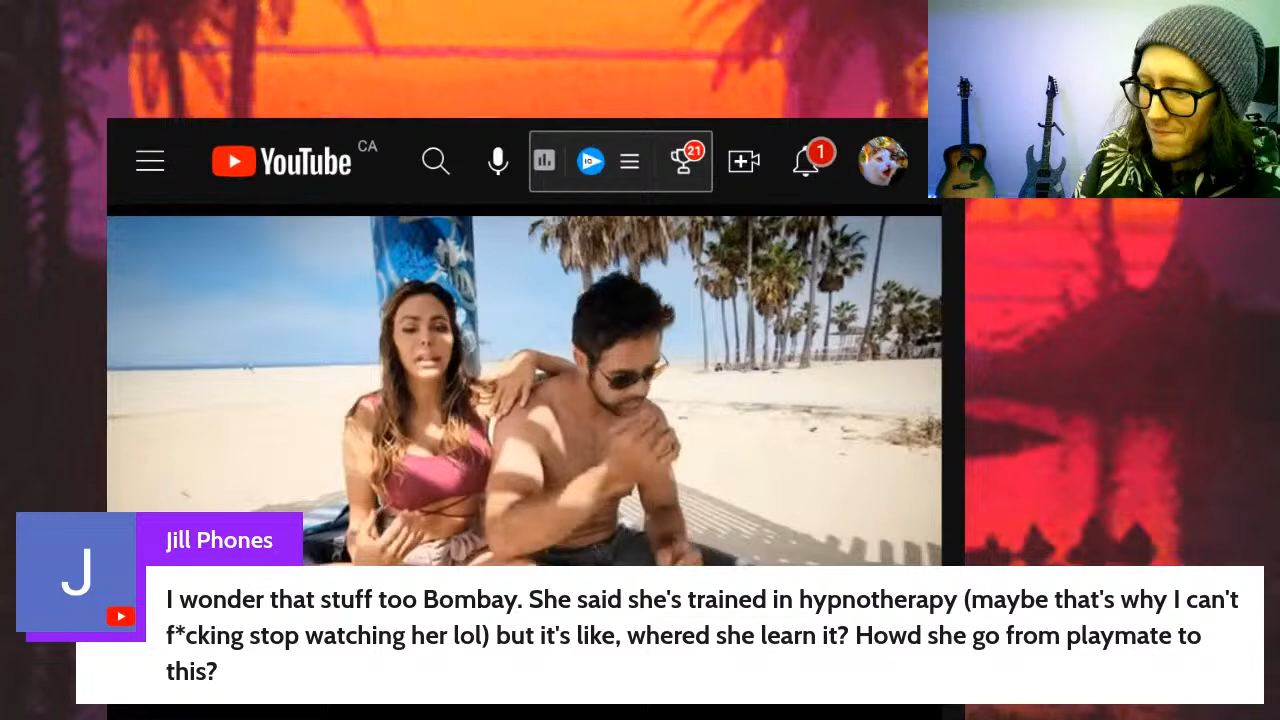 YouTube CA
IG
21
1
J
Jill Phones
I wonder that stuff too Bombay. She said she's trained in hypnotherapy (maybe that's why I can't
f*cking stop watching her lol) but it's like, whered she learn it? Howd she go from playmate to
this?